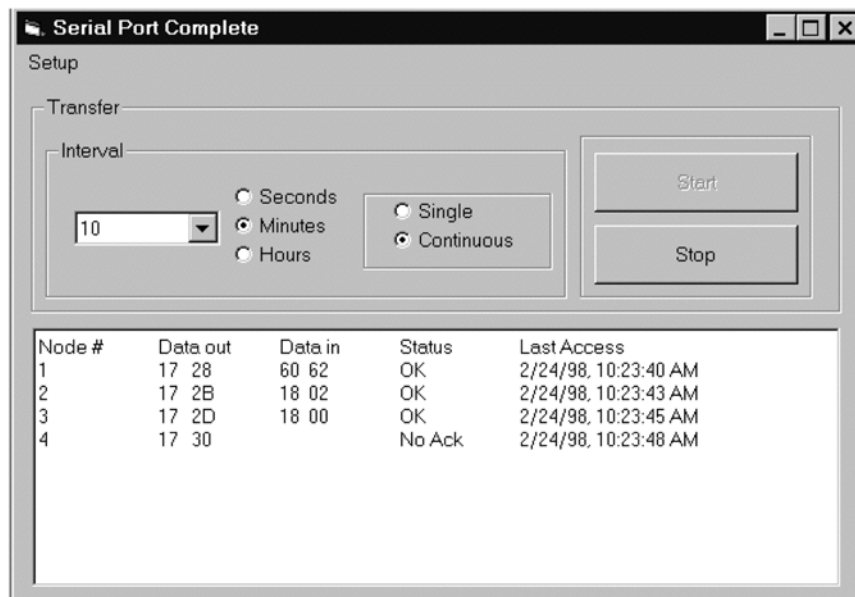 Serial Port Complete
Setup
Transfer
Interval
10
Seconds
Minutes
Hours
Single
Continuous
Start
Stop
Node # Data out Data in Status Last Access
1 17 28 60 62 OK 2/24/98, 10:23:40 AM
2 17 2B 18 02 OK 2/24/98, 10:23:43 AM
3 17 2D 18 00 OK 2/24/98, 10:23:45 AM
4 17 30 No Ack 2/24/98, 10:23:48 AM